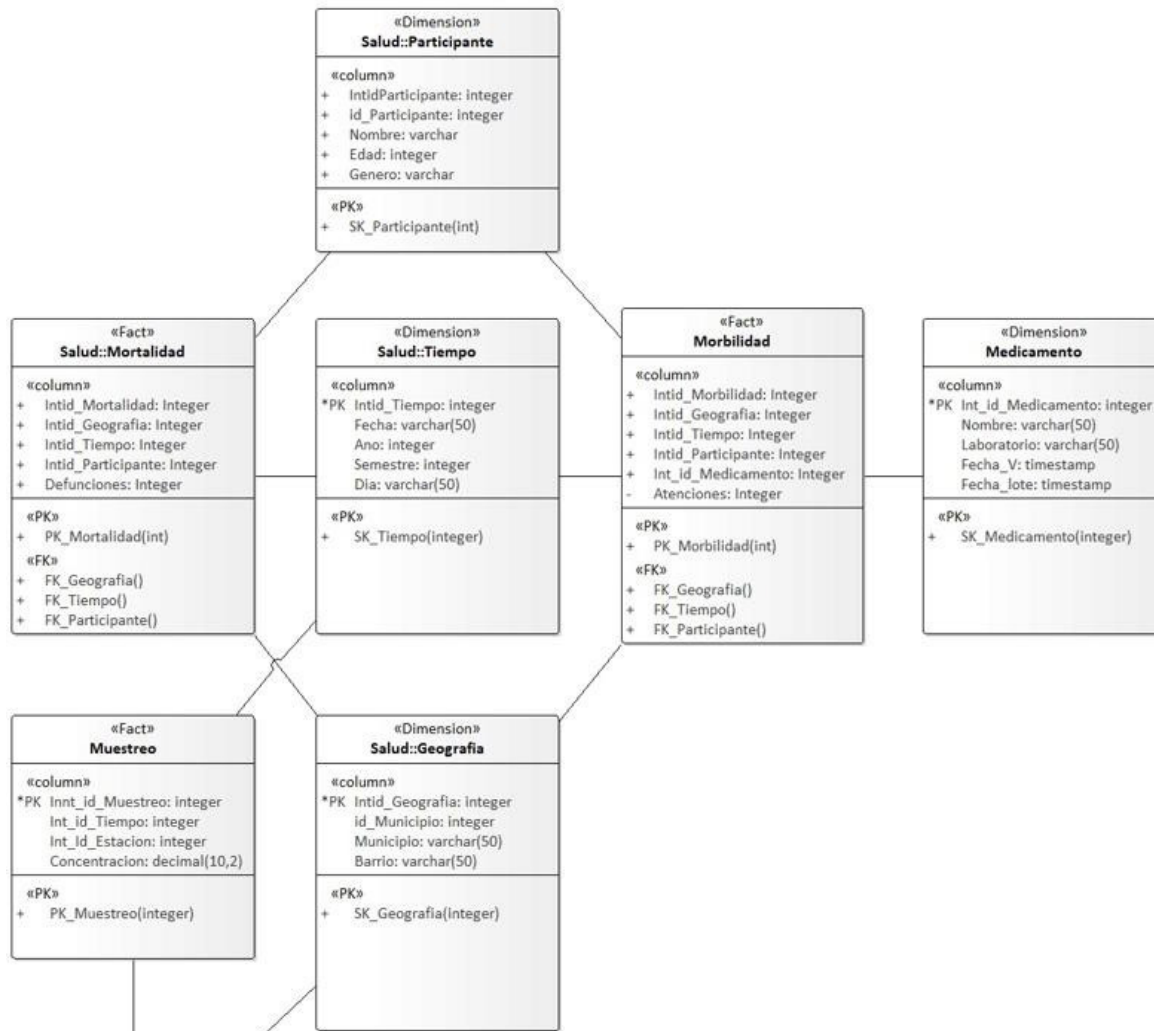 «Dimension»
Salud::Participante
«column»
+ IntidParticipante: integer
+ id_Participante: integer
+ Nombre: varchar
+ Edad: integer
+ Genero: varchar
«PK»
+ SK_Participante(int)
«Fact»
Salud::Mortalidad
«column»
+ Intid_Mortalidad: Integer
+ Intid_Geografia: Integer
+ Intid_Tiempo: Integer
+ Intid_Participante: Integer
+ Defunciones: Integer
«PK»
+ PK_Mortalidad(int)
«FK»
+ FK_Geografia()
+ FK_Tiempo()
+ FK_Participante()
«Dimension»
Salud::Tiempo
«column»
*PK Intid_Tiempo: integer
Fecha: varchar(50)
Ano: integer
Semestre: integer
Dia: varchar(50)
«PK»
+ SK_Tiempo(integer)
«Fact»
Morbilidad
«column»
+ Intid_Morbilidad: Integer
+ Intid_Geografia: Integer
+ Intid_Tiempo: Integer
+ Intid_Participante: Integer
+ Int_id_Medicamento: Integer
- Atenciones: Integer
«PK»
+ PK_Morbilidad(int)
«FK»
+ FK_Geografia()
+ FK_Tiempo()
+ FK_Participante()
«Dimension»
Medicamento
«column»
*PK Int_id_Medicamento: integer
Nombre: varchar(50)
Laboratorio: varchar(50)
Fecha_V: timestamp
Fecha_lote: timestamp
«PK»
+ SK_Medicamento(integer)
«Fact»
Muestreo
«column»
*PK Innt_id_Muestreo: integer
Int_id_Tiempo: integer
Int_Id_Estacion: integer
Concentracion: decimal(10,2)
«PK»
+ PK_Muestreo(integer)
«Dimension»
Salud::Geografia
«column»
*PK Intid_Geografia: integer
id_Municipio: integer
Municipio: varchar(50)
Barrio: varchar(50)
«PK»
+ SK_Geografia(integer)